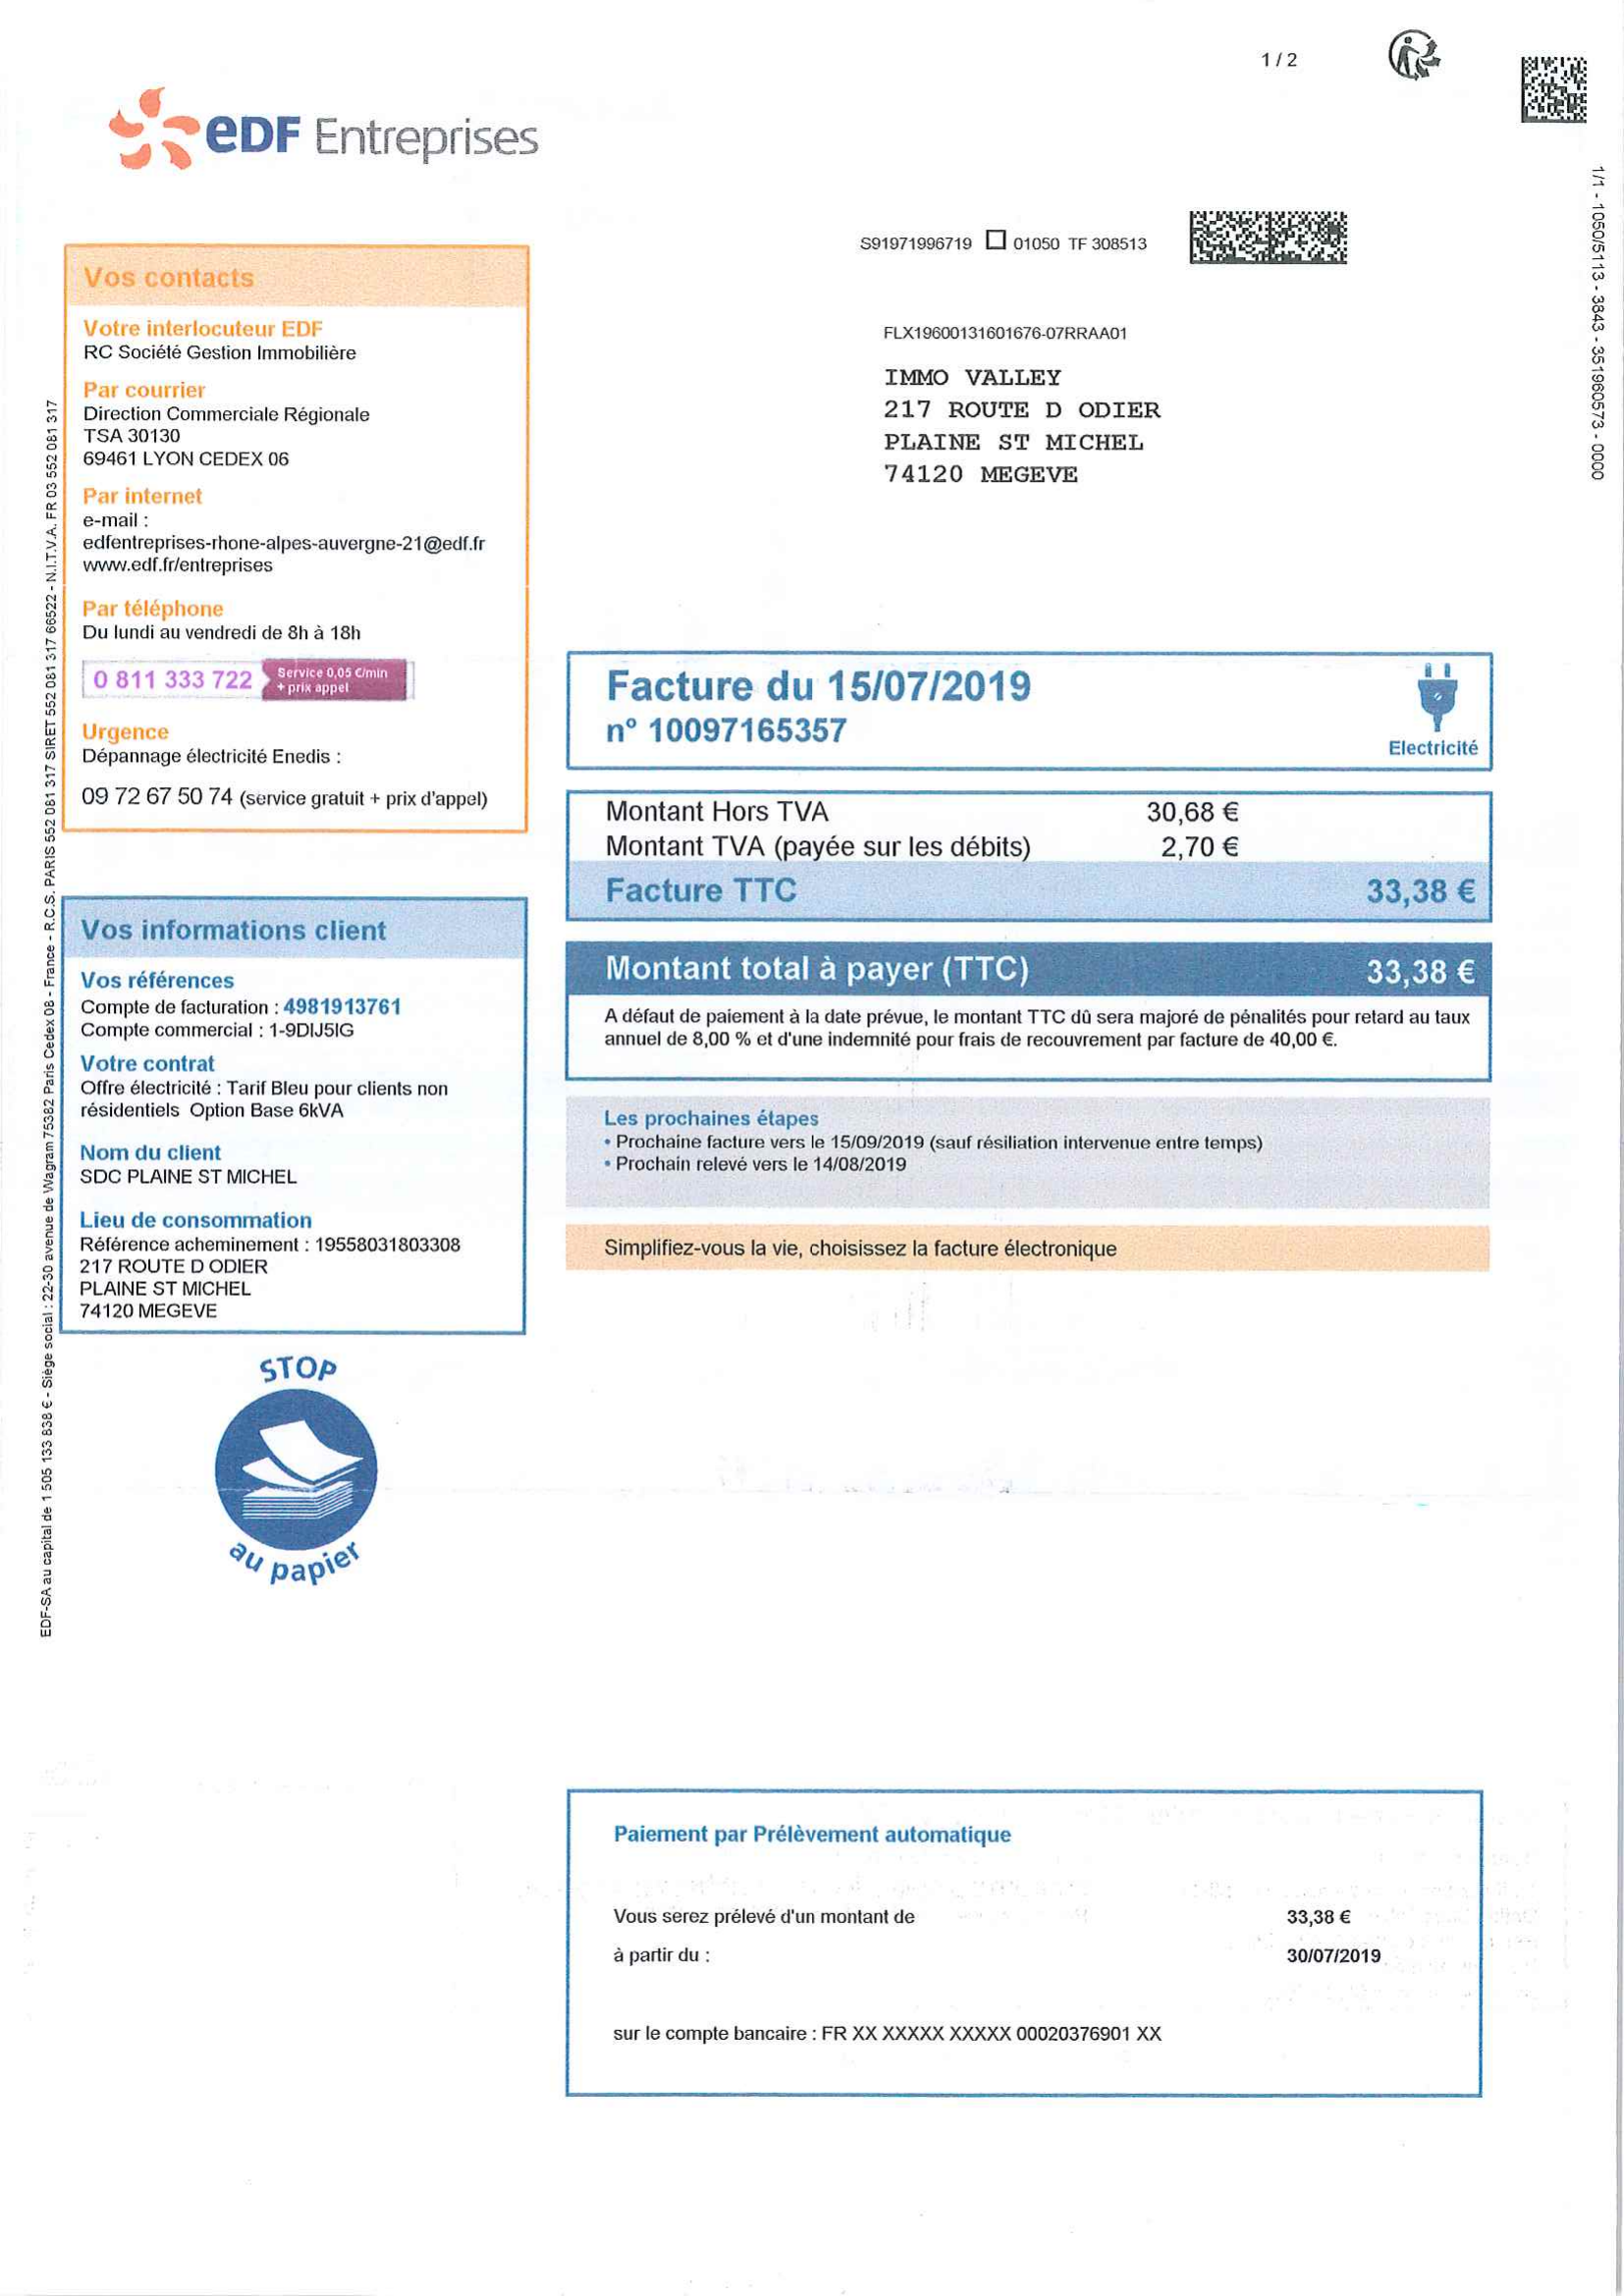 1 / 2
eDF Entreprises
1/1 - 1050/5113 - 3843 - 351960573 - 0000
S91971996719 01050 TF 308513
FLX19600131601676-07RRAA01
IMMO VALLEY
217 ROUTE D ODIER
PLAINE ST MICHEL
74120 MEGEVE
Vos contacts
Votre interlocuteur EDF
RC Société Gestion Immobilière
Par courrier
Direction Commerciale Régionale
TSA 30130
69461 LYON CEDEX 06
Par internet
e-mail :
edfentreprises-rhone-alpes-auvergne-21@edf.fr
www.edf.fr/entreprises
Par téléphone
Du lundi au vendredi de 8h à 18h
0 811 333 722 Service 0,05 €/min
+ prix appel
Urgence
Dépannage électricité Enedis :
09 72 67 50 74 (service gratuit + prix d'appel)
Vos informations client
Vos références
Compte de facturation : 4981913761
Compte commercial : 1-9DIJ5IG
Votre contrat
Offre électricité : Tarif Bleu pour clients non
résidentiels Option Base 6kVA
Nom du client
SDC PLAINE ST MICHEL
Lieu de consommation
Référence acheminement : 19558031803308
217 ROUTE D ODIER
PLAINE ST MICHEL
74120 MEGEVE
STOP
au papier
EDF-SA au capital de 1 505 133 838 € - Siège social : 22-30 avenue de Wagram 75382 Paris Cedex 08 - France - R.C.S. PARIS 552 081 317 SIRET 552 081 317 66522 - N.I.T.V.A. FR 03 552 081 317
Facture du 15/07/2019
n° 10097165357
Electricité
Montant Hors TVA 30,68 €
Montant TVA (payée sur les débits) 2,70 €
Facture TTC 33,38 €
Montant total à payer (TTC) 33,38 €
A défaut de paiement à la date prévue, le montant TTC dû sera majoré de pénalités pour retard au taux
annuel de 8,00 % et d'une indemnité pour frais de recouvrement par facture de 40,00 €.
Les prochaines étapes
• Prochaine facture vers le 15/09/2019 (sauf résiliation intervenue entre temps)
• Prochain relevé vers le 14/08/2019
Simplifiez-vous la vie, choisissez la facture électronique
Paiement par Prélèvement automatique
Vous serez prélevé d'un montant de 33,38 €
à partir du : 30/07/2019
sur le compte bancaire : FR XX XXXXX XXXXX 00020376901 XX